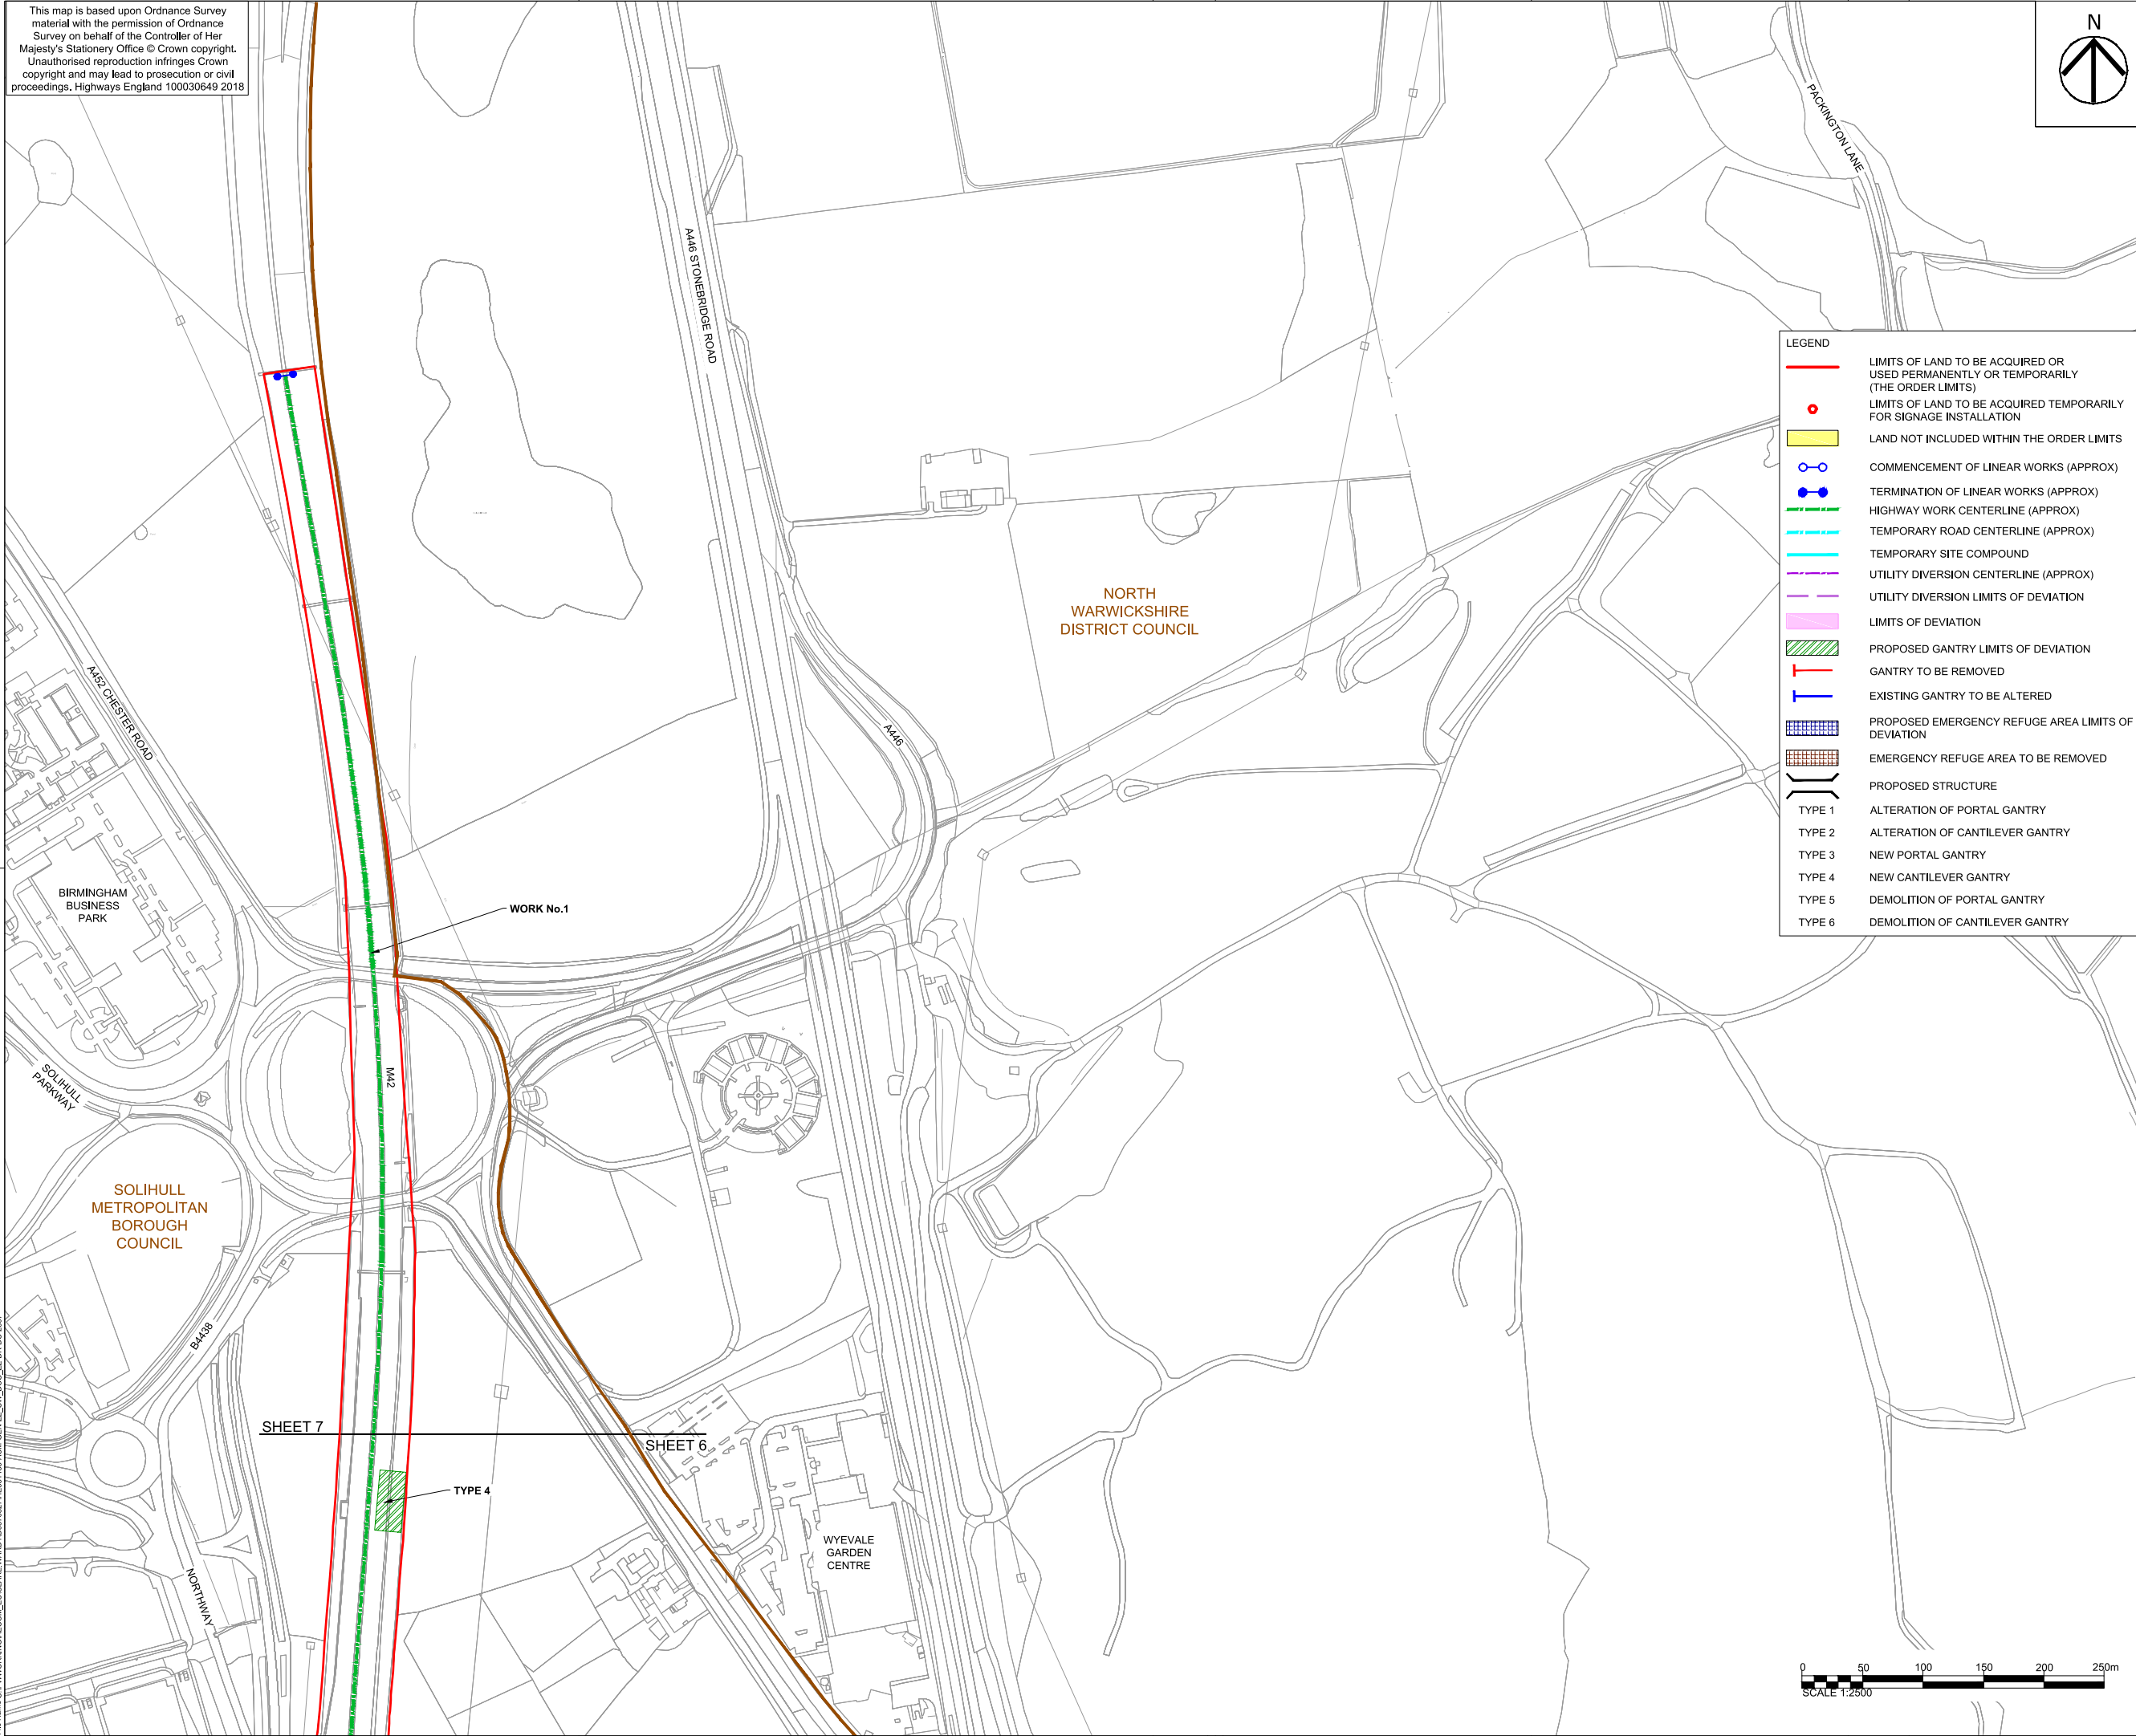 This map is based upon Ordnance Survey
material with the permission of Ordnance
Survey on behalf of the Controller of Her
Majesty's Stationery Office © Crown copyright.
Unauthorised reproduction infringes Crown
copyright and may lead to prosecution or civil
proceedings. Highways England 100030649 2018
N
PACKINGTON LANE
A446 STONEBRIDGE ROAD
LEGEND
LIMITS OF LAND TO BE ACQUIRED OR
USED PERMANENTLY OR TEMPORARILY
(THE ORDER LIMITS)
LIMITS OF LAND TO BE ACQUIRED TEMPORARILY
FOR SIGNAGE INSTALLATION
LAND NOT INCLUDED WITHIN THE ORDER LIMITS
COMMENCEMENT OF LINEAR WORKS (APPROX)
TERMINATION OF LINEAR WORKS (APPROX)
HIGHWAY WORK CENTERLINE (APPROX)
TEMPORARY ROAD CENTERLINE (APPROX)
TEMPORARY SITE COMPOUND
UTILITY DIVERSION CENTERLINE (APPROX)
UTILITY DIVERSION LIMITS OF DEVIATION
LIMITS OF DEVIATION
PROPOSED GANTRY LIMITS OF DEVIATION
GANTRY TO BE REMOVED
EXISTING GANTRY TO BE ALTERED
PROPOSED EMERGENCY REFUGE AREA LIMITS OF
DEVIATION
EMERGENCY REFUGE AREA TO BE REMOVED
PROPOSED STRUCTURE
TYPE 1 ALTERATION OF PORTAL GANTRY
TYPE 2 ALTERATION OF CANTILEVER GANTRY
TYPE 3 NEW PORTAL GANTRY
TYPE 4 NEW CANTILEVER GANTRY
TYPE 5 DEMOLITION OF PORTAL GANTRY
TYPE 6 DEMOLITION OF CANTILEVER GANTRY
NORTH
WARWICKSHIRE
DISTRICT COUNCIL
A452 CHESTER ROAD
A446
BIRMINGHAM
BUSINESS
PARK
WORK No.1
M42
SOLIHULL
PARKWAY
SOLIHULL
METROPOLITAN
BOROUGH
COUNCIL
B4438
SHEET 7
SHEET 6
TYPE 4
WYEVALE
GARDEN
CENTRE
NORTHWAY
0 50 100 150 200 250m
SCALE 1:2500